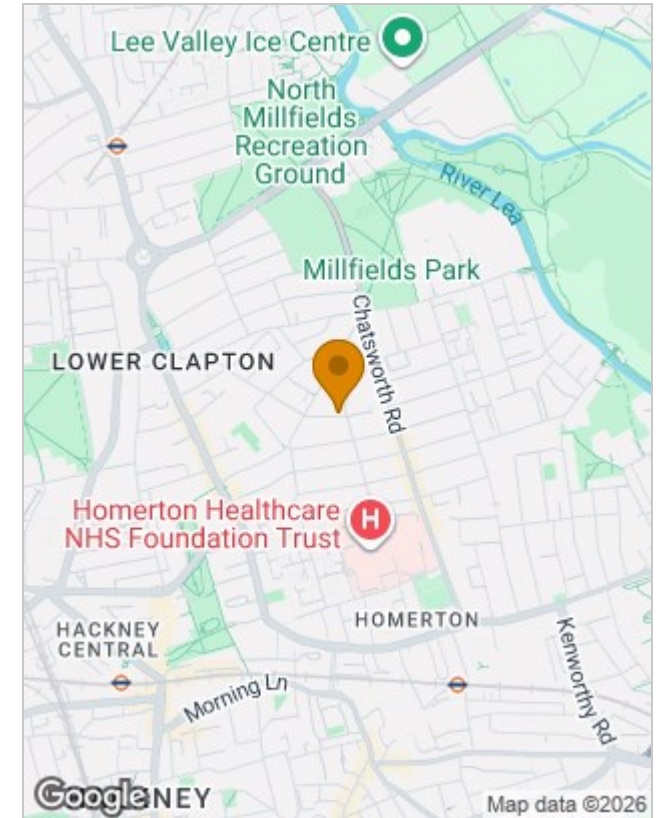 Lee Valley Ice Centre
North
Millfields
Recreation
Ground
River Lea
Millfields Park
Chatsworth Rd
LOWER CLAPTON
Homerton Healthcare
NHS Foundation Trust
H
HOMERTON
HACKNEY
CENTRAL
Kenworthy Rd
Morning Ln
Google
Map data ©2026